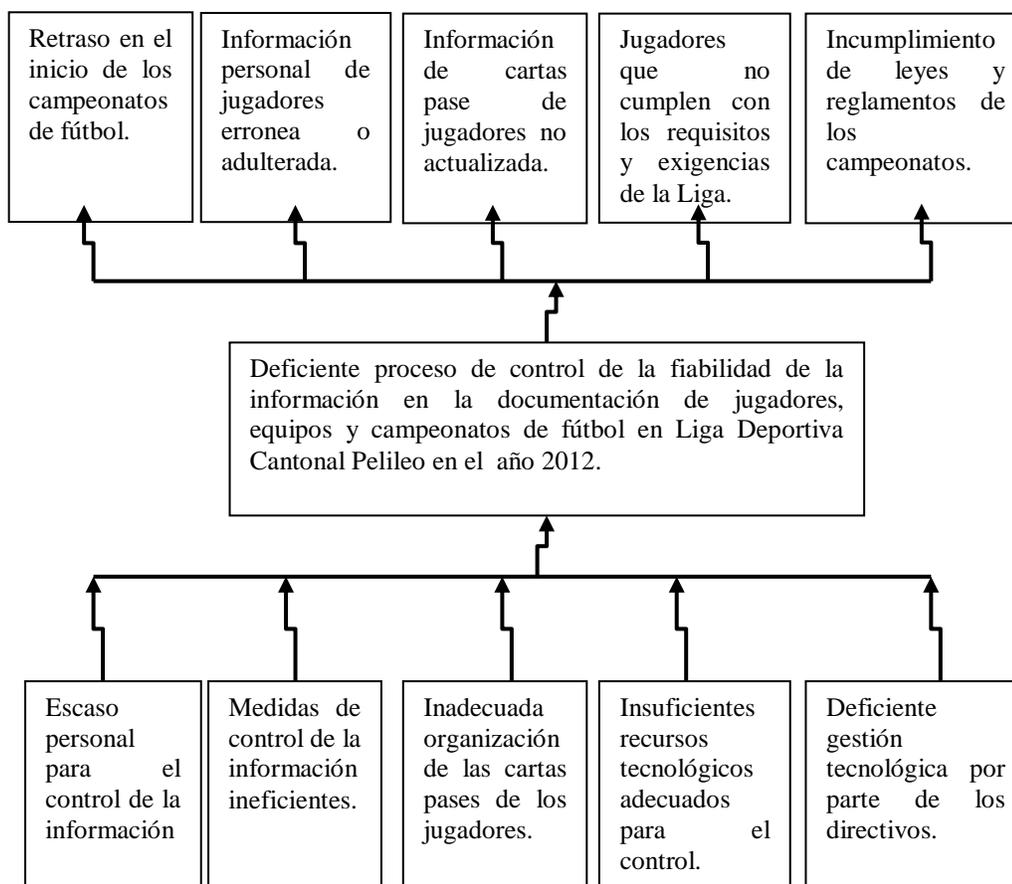 Retraso en el
inicio de los
campeonatos
de fútbol.
Información
personal de
jugadores
erronea o
adulterada.
Información
de cartas
pase de
jugadores no
actualizada.
Jugadores
que no
cumplen con
los requisitos
y exigencias
de la Liga.
Incumplimiento
de leyes y
reglamentos de
los
campeonatos.
Deficiente proceso de control de la fiabilidad de la
información en la documentación de jugadores,
equipos y campeonatos de fútbol en Liga Deportiva
Cantonal Pelileo en el año 2012.
Escaso
personal
para el
control de la
información
Medidas de
control de la
información
ineficientes.
Inadecuada
organización
de las cartas
pases de los
jugadores.
Insuficientes
recursos
tecnológicos
adecuados
para el
control.
Deficiente
gestión
tecnológica por
parte de los
directivos.